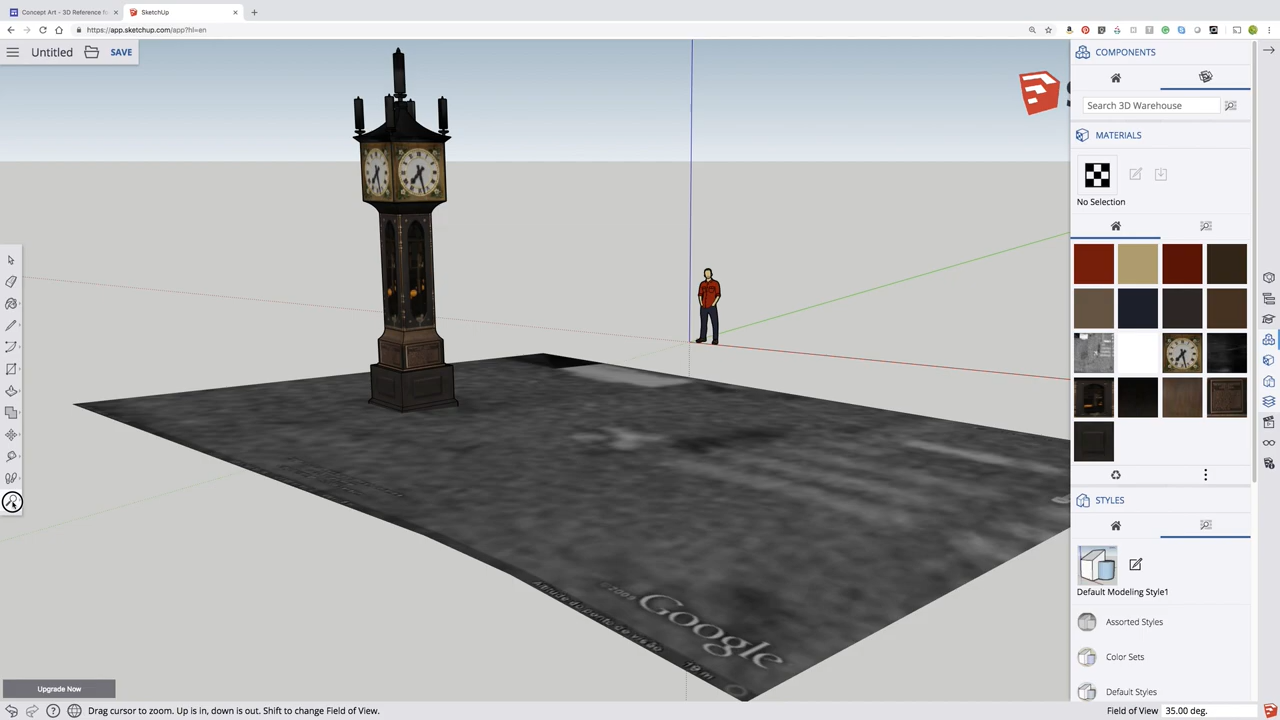 Concept Art - 3D Reference f
SketchUp
https://app.sketchup.com/app?hl=en
Untitled
SAVE
COMPONENTS
Search 3D Warehouse
MATERIALS
No Selection
STYLES
Default Modeling Style1
Assorted Styles
Color Sets
Default Styles
Google
19 m
Upgrade Now
Drag cursor to zoom. Up is in, down is out. Shift to change Field of View.
Field of View
35.00 deg.